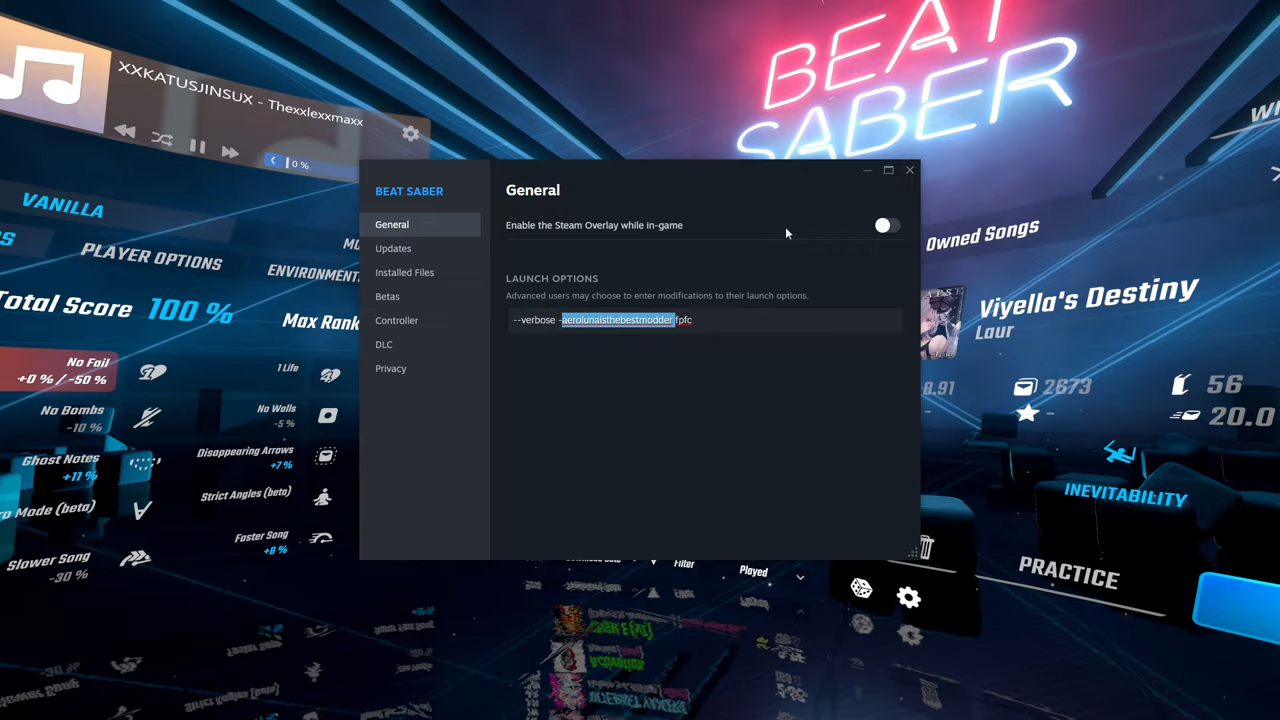 XXKATUSJINSUX - Thexxlexxmaxx
0 %
BEAT
SABER
BEAT SABER
General
Updates
Installed Files
Betas
Controller
DLC
Privacy
General
Enable the Steam Overlay while in-game
LAUNCH OPTIONS
Advanced users may choose to enter modifications to their launch options.
--verbose -aerolunaisthebestmodder fpfc
VANILLA
PLAYER OPTIONS
ENVIRONMENT
Total Score 100 %
Max Rank
No Fail
+0 % / -50 %
1 Life
No Bombs
-10 %
No Walls
-5 %
Ghost Notes
+11 %
Disappearing Arrows
+7 %
Mode (beta)
Strict Angles (beta)
Slower Song
-30 %
Faster Song
+8 %
Owned Songs
Viyella's Destiny
Laur
8.91
2673
56
-
-
20.0
INEVITABILITY
Filter
Played
PRACTICE